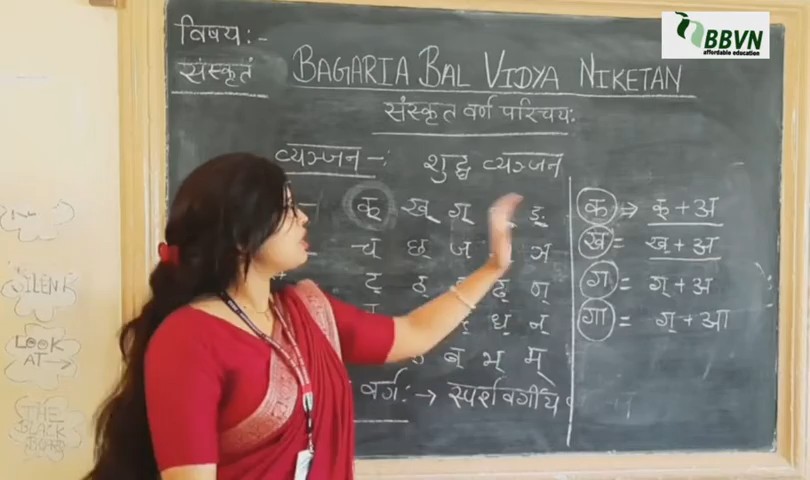 विषय:-
संस्कृतं
BAGARIA BAL VIDYA NIKETAN
BBVN
affordable education
संस्कृत वर्ण परिचय:
व्यञ्जन -: शुद्ध व्यञ्जन
क् ख् ग् ङ्
च् छ् ज् ञ्
ट् ठ् ढ् ण्
ध् न्
ब् भ् म्
वर्ग: → स्पर्शवर्गीय
क → क् + अ
ख = ख् + अ
ग = ग् + अ
गा = ग् + आ
SILENT
LOOK
AT →
THE
BLACK
BOARD